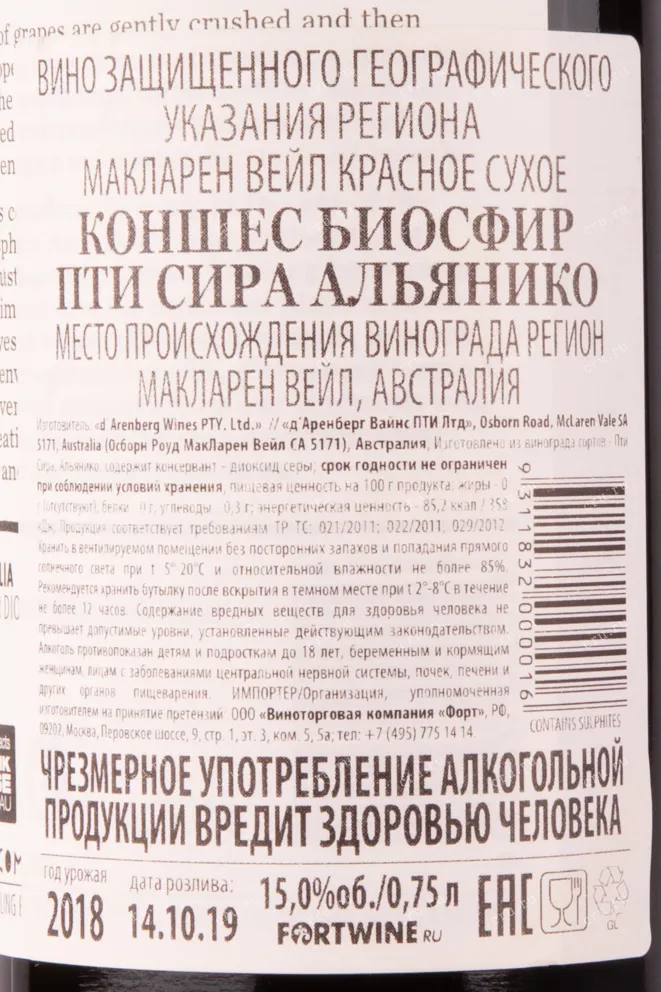 of grapes are gently crushed and then
ВИНО ЗАЩИЩЕННОГО ГЕОГРАФИЧЕСКОГО
УКАЗАНИЯ РЕГИОНА
МАКЛАРЕН ВЕЙЛ КРАСНОЕ СУХОЕ
КОНШЕС БИОСФИР
ПТИ СИРА АЛЬЯНИКО
МЕСТО ПРОИСХОЖДЕНИЯ ВИНОГРАДА РЕГИОН
МАКЛАРЕН ВЕЙЛ, АВСТРАЛИЯ
Изготовитель: «d Arenberg Wines PTY. Ltd.» // «д'Аренберг Вайнс ПТИ Лтд», Osborn Road, McLaren Vale SA
5171, Australia (Осборн Роуд МакЛарен Вейл СА 5171), Австралия, Изготовлено из винограда сортов - Пти
Сира, Альянико, содержит консервант - диоксид серы, срок годности не ограничен
при соблюдении условий хранения, пищевая ценность на 100 г продукта: жиры - 0
г (отсутствуют), белки - 0 г, углеводы - 0,3 г; энергетическая ценность - 85,2 ккал / 358
кДж. Продукция соответствует требованиям ТР ТС: 021/2011; 022/2011, 029/2012
Хранить в вентилируемом помещении без посторонних запахов и попадания прямого
солнечного света при t 5°-20°С и относительной влажности не более 85%.
Рекомендуется хранить бутылку после вскрытия в темном месте при t 2°-8°С в течение
не более 12 часов. Содержание вредных веществ для здоровья человека не
превышает допустимые уровни, установленные действующим законодательством.
Алкоголь противопоказан детям и подросткам до 18 лет, беременным и кормящим
женщинам, лицам с заболеваниями центральной нервной системы, почек, печени и
других органов пищеварения. ИМПОРТЕР/Организация, уполномоченная
изготовителем на принятие претензий: ООО «Виноторговая компания «Форт», РФ,
09202, Москва, Перовское шоссе, 9, стр. 1, эт. 3, ком. 5, 5а; тел: +7 (495) 775 14 14
9 311832 000016
CONTAINS SULPHITES
ЧРЕЗМЕРНОЕ УПОТРЕБЛЕНИЕ АЛКОГОЛЬНОЙ
ПРОДУКЦИИ ВРЕДИТ ЗДОРОВЬЮ ЧЕЛОВЕКА
год урожая дата розлива: 15,0%об./0,75 л EAC
2018 14.10.19 FORTWINE RU
GL